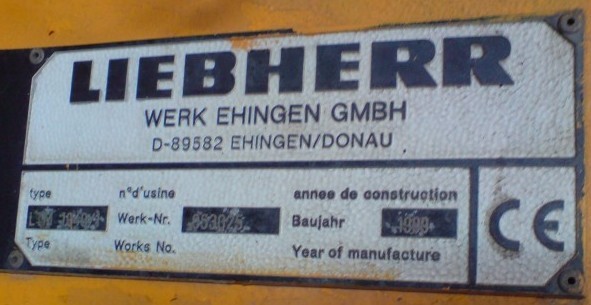 LIEBHERR
WERK EHINGEN GMBH
D-89582 EHINGEN/DONAU
type n°d'usine annee de construction
Werk-Nr. Baujahr 1999 CE
Type Works No. Year of manufacture